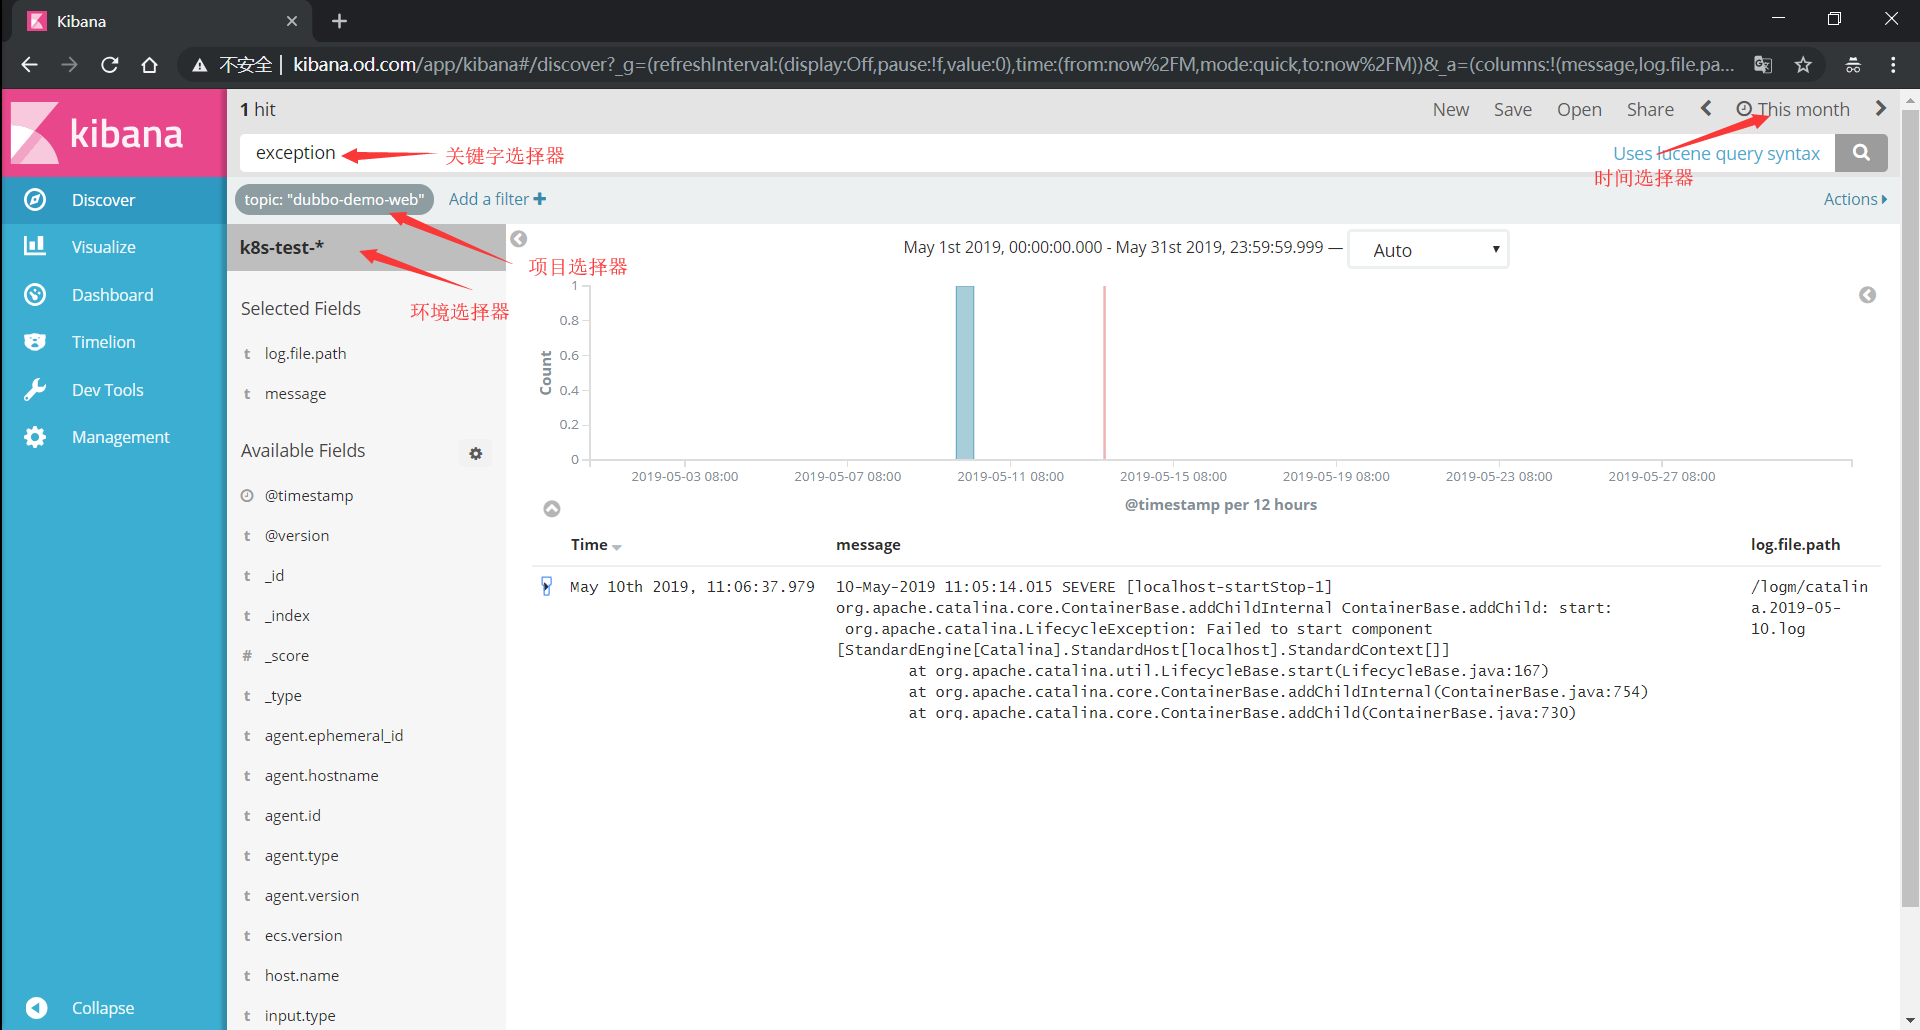 Kibana
不安全 | kibana.od.com/app/kibana#/discover?_g=(refreshInterval:(display:Off,pause:!f,value:0),time:(from:now%2FM,mode:quick,to:now%2FM))&_a=(columns:!(message,log.file.pa...
kibana
Discover
Visualize
Dashboard
Timelion
Dev Tools
Management
Collapse
1 hit
New Save Open Share This month
exception
关键字选择器
Uses lucene query syntax
时间选择器
topic: "dubbo-demo-web" Add a filter
Actions
项目选择器
k8s-test-*
环境选择器
Selected Fields
t log.file.path
t message
Available Fields
@timestamp
t @version
t _id
t _index
# _score
t _type
t agent.ephemeral_id
t agent.hostname
t agent.id
t agent.type
t agent.version
t ecs.version
t host.name
t input.type
May 1st 2019, 00:00:00.000 - May 31st 2019, 23:59:59.999 — Auto
Count
1
0.8
0.6
0.4
0.2
0
2019-05-03 08:00 2019-05-07 08:00 2019-05-11 08:00 2019-05-15 08:00 2019-05-19 08:00 2019-05-23 08:00 2019-05-27 08:00
@timestamp per 12 hours
Time message log.file.path
May 10th 2019, 11:06:37.979
10-May-2019 11:05:14.015 SEVERE [localhost-startStop-1]
org.apache.catalina.core.ContainerBase.addChildInternal ContainerBase.addChild: start:
org.apache.catalina.LifecycleException: Failed to start component
[StandardEngine[Catalina].StandardHost[localhost].StandardContext[]]
at org.apache.catalina.util.LifecycleBase.start(LifecycleBase.java:167)
at org.apache.catalina.core.ContainerBase.addChildInternal(ContainerBase.java:754)
at org.apache.catalina.core.ContainerBase.addChild(ContainerBase.java:730)
/logm/catalin
a.2019-05-
10.log